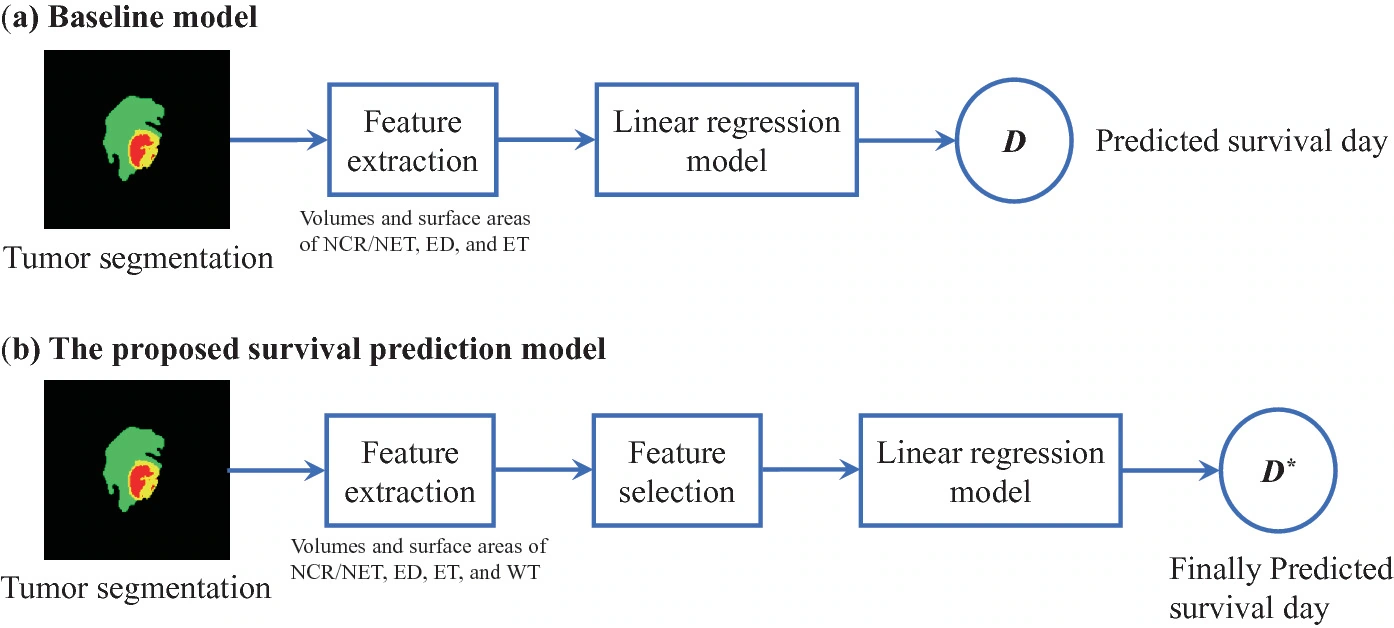 (a) Baseline model
Feature
extraction
Linear regression
model
D
Predicted survival day
Volumes and surface areas
of NCR/NET, ED, and ET
Tumor segmentation
(b) The proposed survival prediction model
Feature
extraction
Feature
selection
Linear regression
model
D*
Volumes and surface areas of
NCR/NET, ED, ET, and WT
Tumor segmentation
Finally Predicted
survival day